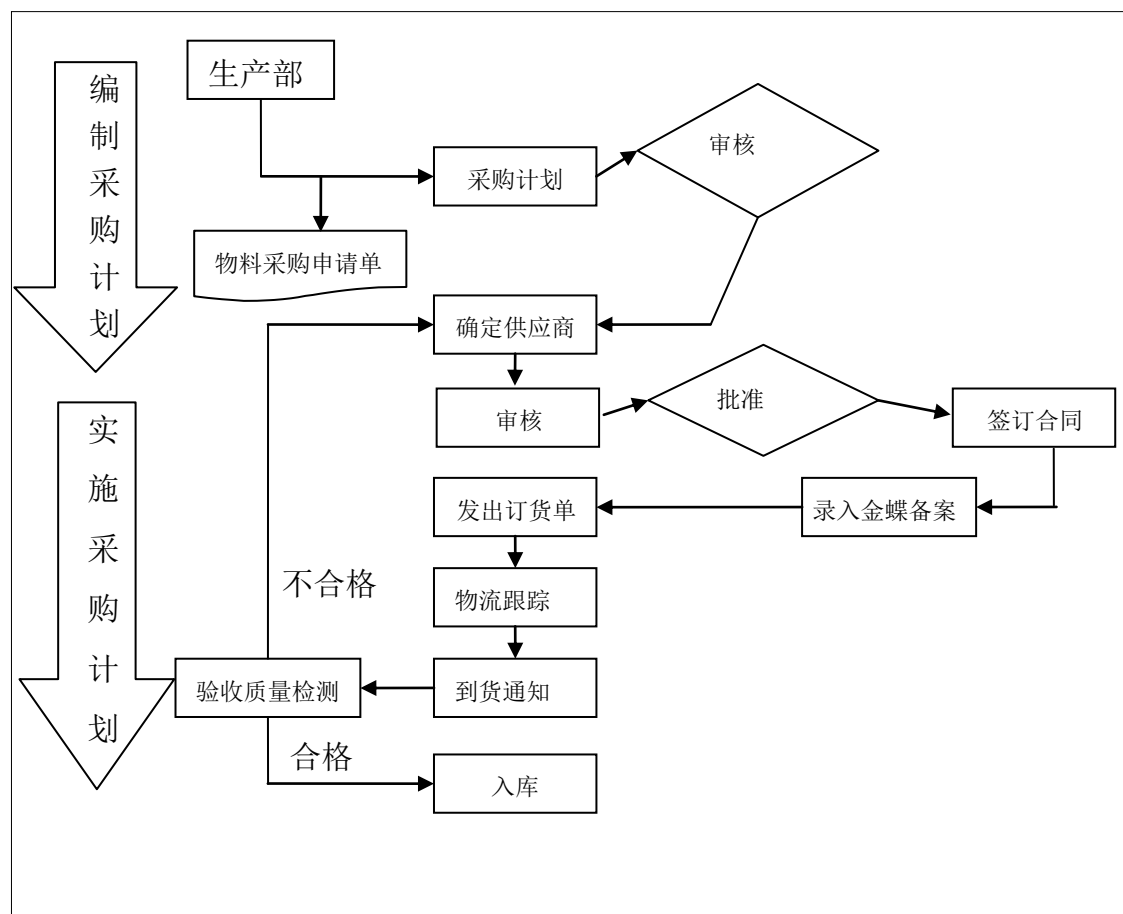 编制采购计划
生产部
审核
采购计划
物料采购申请单
确定供应商
实施采购计划
审核
批准
签订合同
发出订货单
录入金蝶备案
不合格
物流跟踪
验收质量检测
到货通知
合格
入库